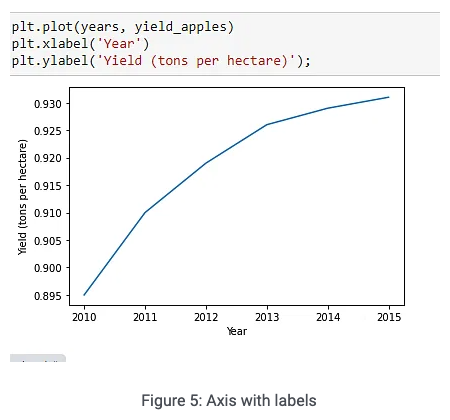 plt.plot(years, yield_apples)
plt.xlabel('Year')
plt.ylabel('Yield (tons per hectare)');
Yield (tons per hectare)
0.930
0.925
0.920
0.915
0.910
0.905
0.900
0.895
2010 2011 2012 2013 2014 2015
Year
Figure 5: Axis with labels